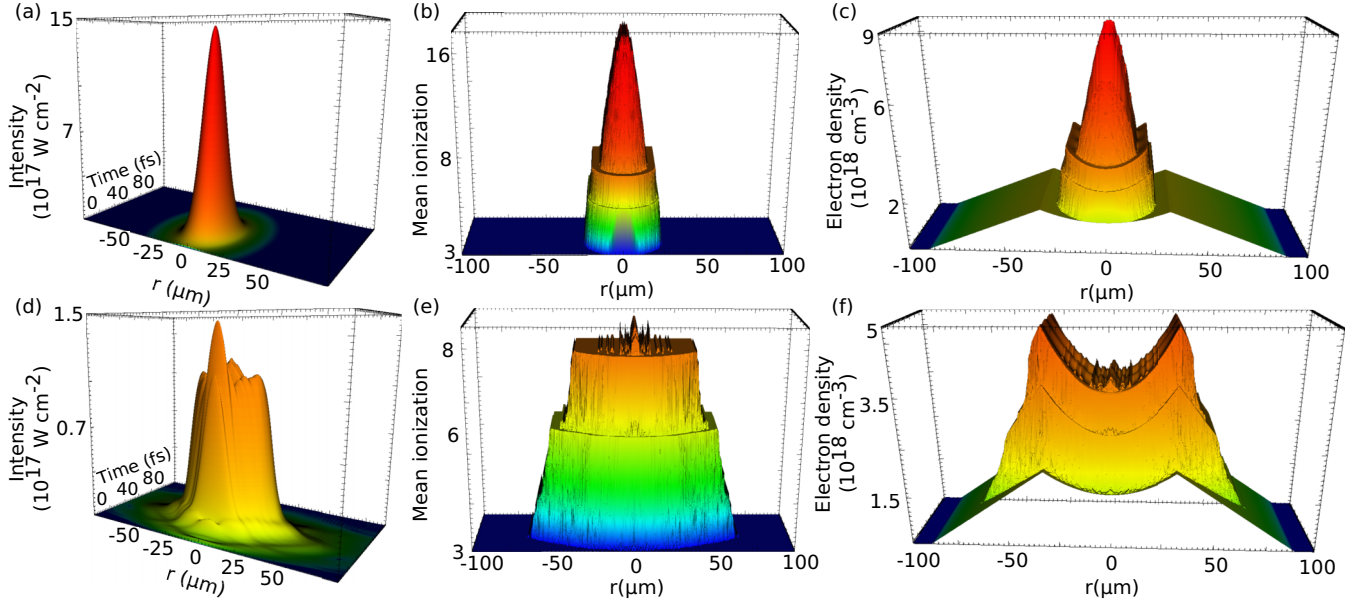 (a)
15
7
Intensity
(10^17 W cm^-2)
Time (fs)
0 40 80
-50 -25 0 25 50
r (μm)
(b)
16
8
3
Mean ionization
-100 -50 0 50 100
r(μm)
(c)
9
6
2
Electron density
(10^18 cm^-3)
-100 -50 0 50 100
r(μm)
(d)
1.5
0.7
Intensity
(10^17 W cm^-2)
Time (fs)
0 40 80
-50 -25 0 25 50
r (μm)
(e)
8
6
3
Mean ionization
-100 -50 0 50 100
r(μm)
(f)
5
3.5
1.5
Electron density
(10^18 cm^-3)
-50 0 50 100
r(μm)